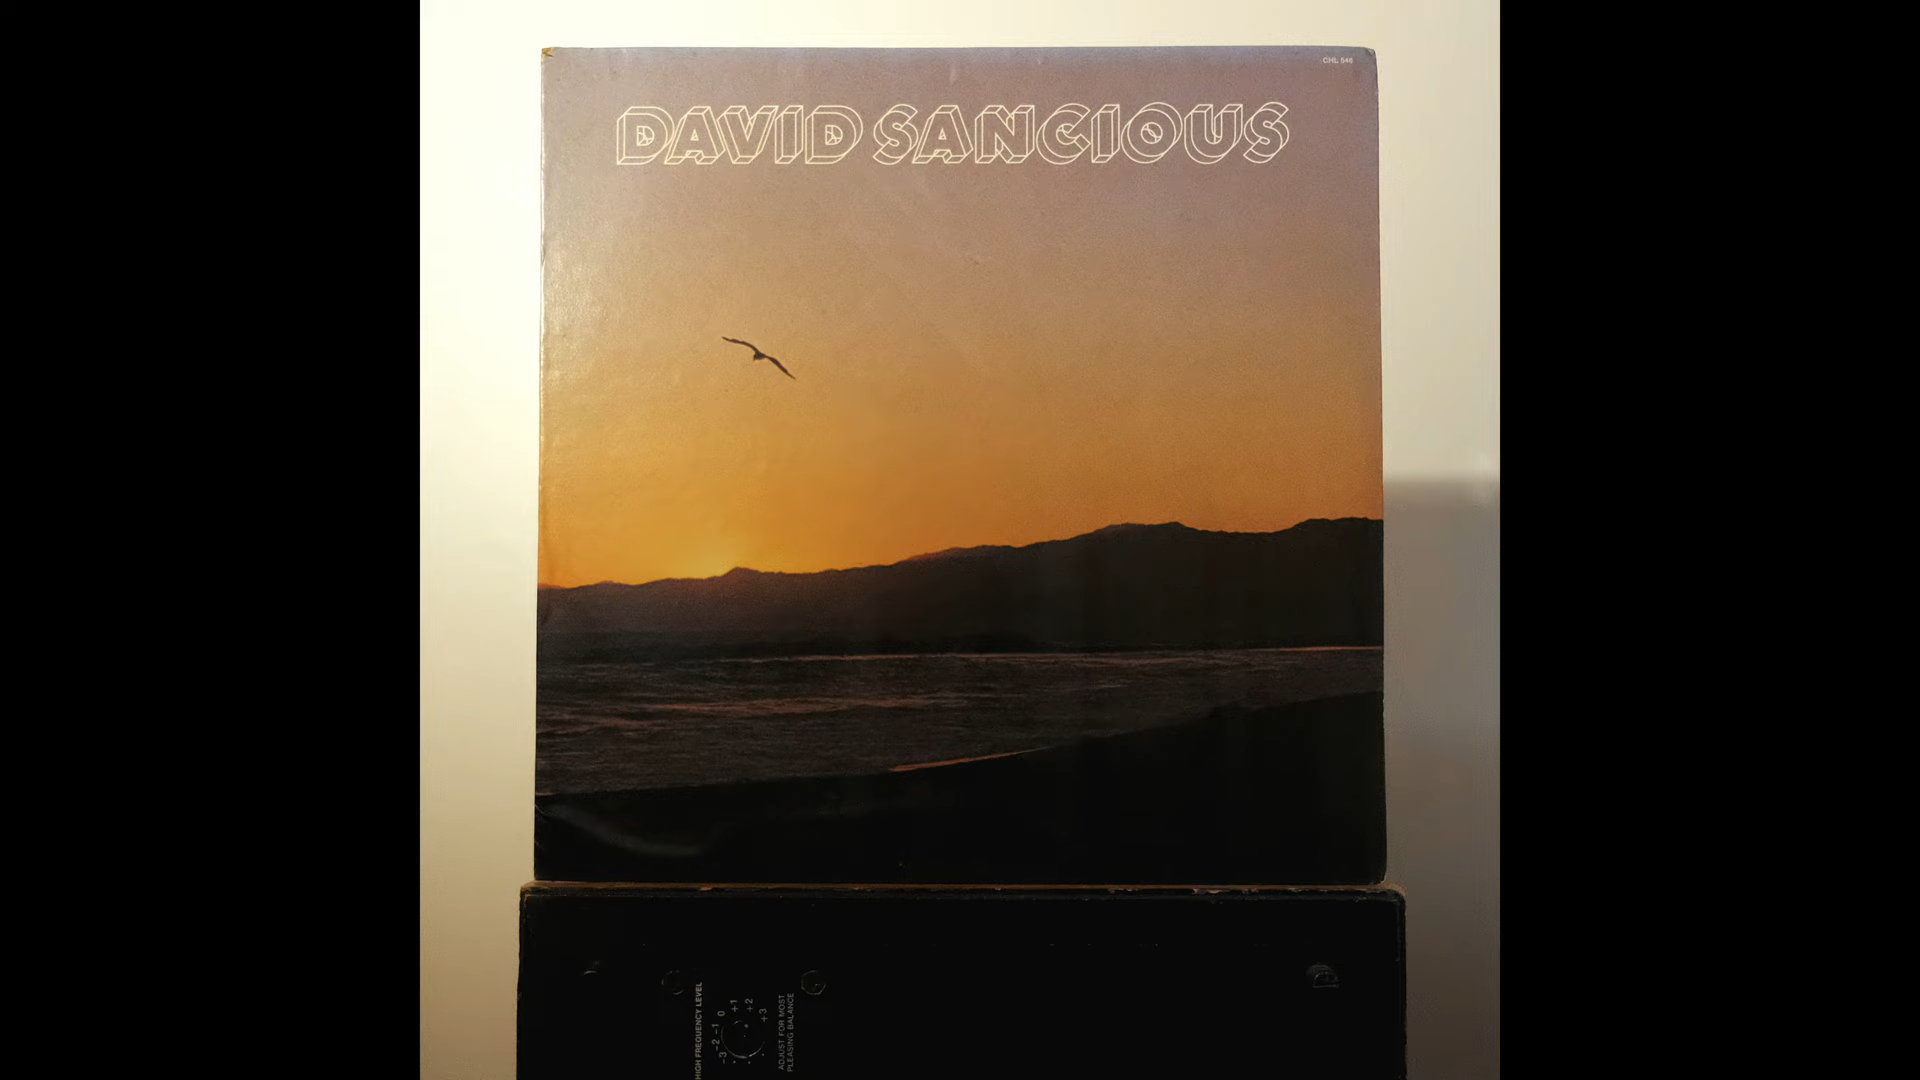 CHL 546
DAVID SANCIOUS
HIGH FREQUENCY LEVEL
-3 -2 -1 0 +1 +2 +3
ADJUST FOR MOST
PLEASING BALANCE